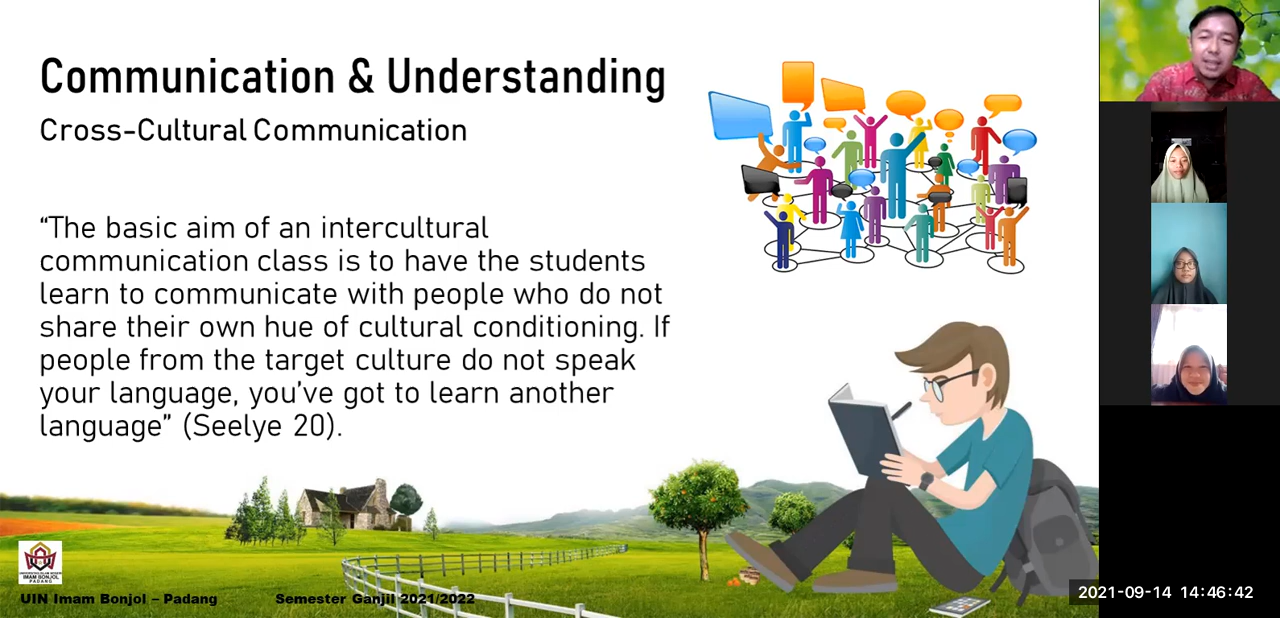 Communication & Understanding
Cross-Cultural Communication
“The basic aim of an intercultural
communication class is to have the students
learn to communicate with people who do not
share their own hue of cultural conditioning. If
people from the target culture do not speak
your language, you’ve got to learn another
language” (Seelye 20).
IMAM BONJOL
PADANG
UIN Imam Bonjol – Padang
Semester Ganjil 2021/2022
2021-09-14 14:46:42